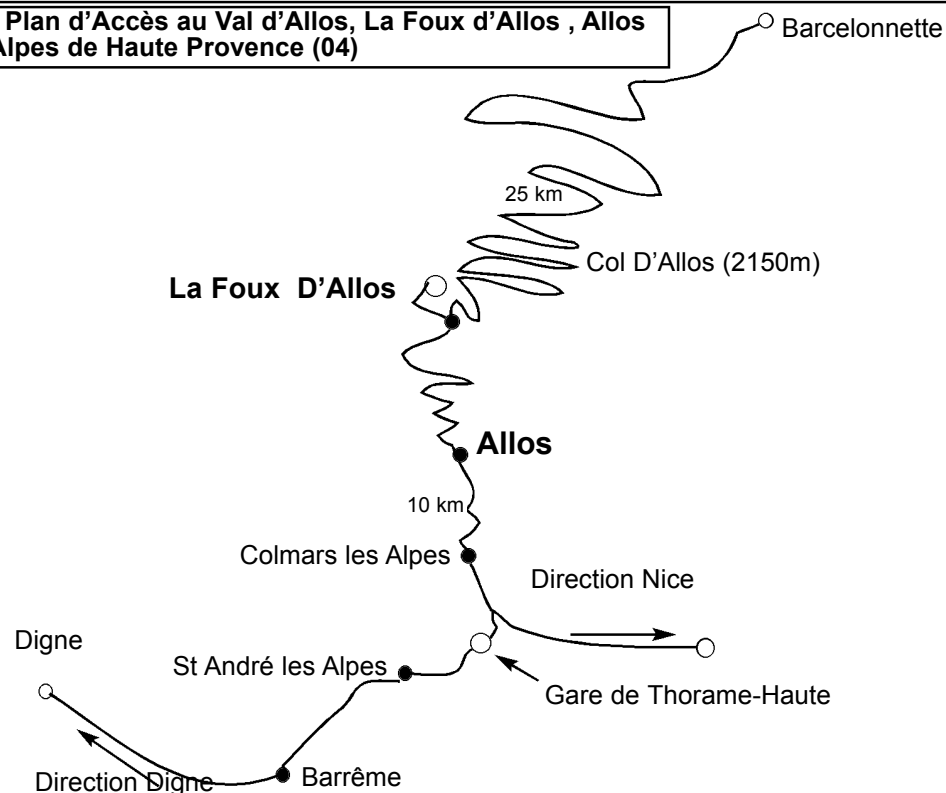 Plan d’Accès au Val d’Allos, La Foux d’Allos , Allos
Alpes de Haute Provence (04)
Barcelonnette
25 km
Col D’Allos (2150m)
La Foux D’Allos
Allos
10 km
Colmars les Alpes
Direction Nice
Digne
St André les Alpes
Gare de Thorame-Haute
Direction Digne
Barrême